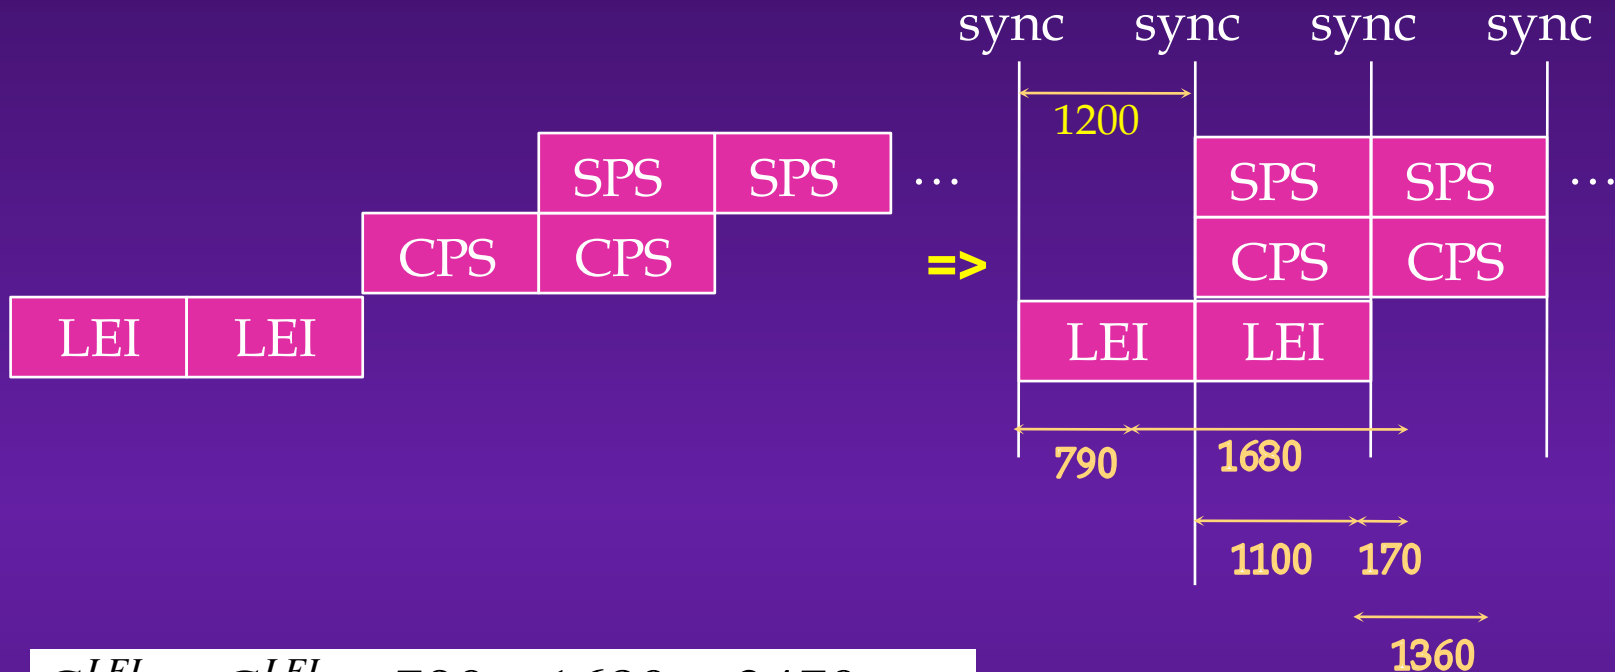 sync sync sync sync
1200
SPS SPS …
CPS CPS
LEI LEI
=>
SPS SPS …
CPS CPS
LEI LEI
790 1680
1100 170
1360